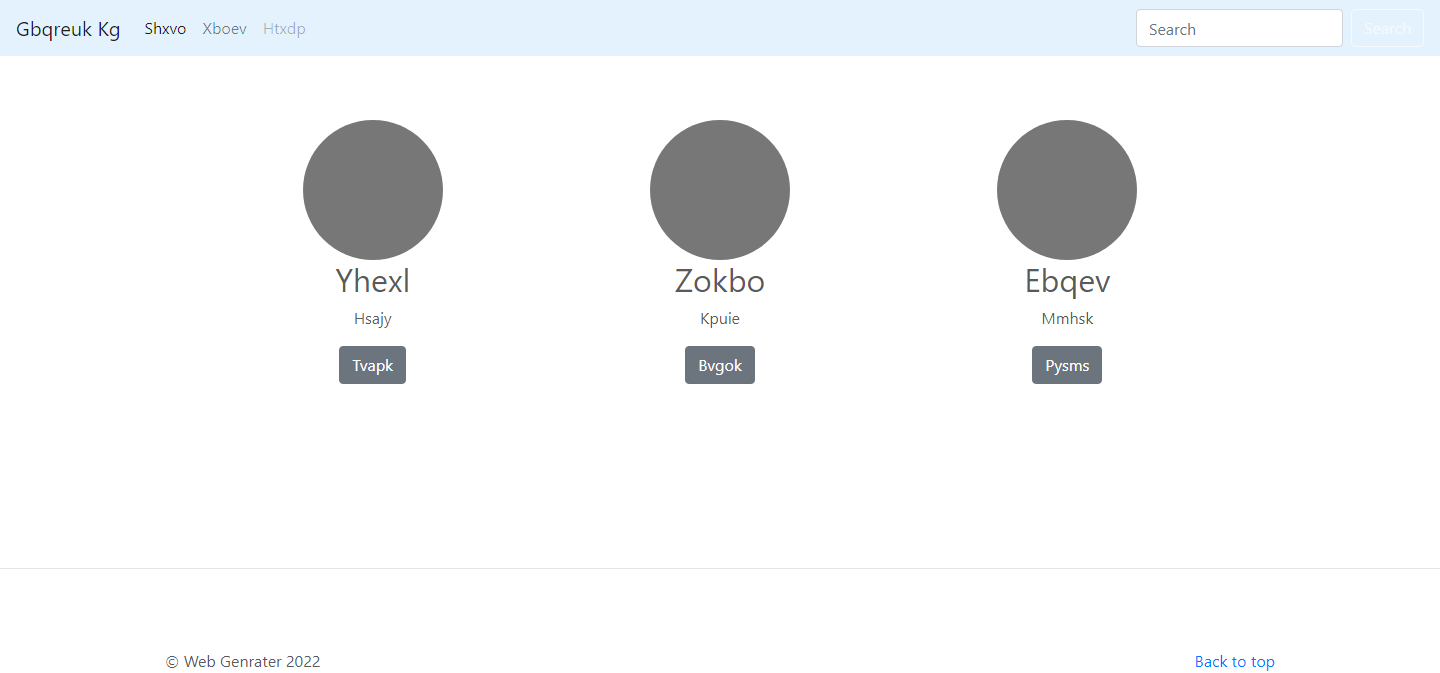 Gbqreuk Kg Shxvo Xboev Htxdp Search Search
Yhexl Zokbo Ebqev
Hsajy Kpuie Mmhsk
Tvapk Bvgok Pysms
© Web Genrater 2022 Back to top